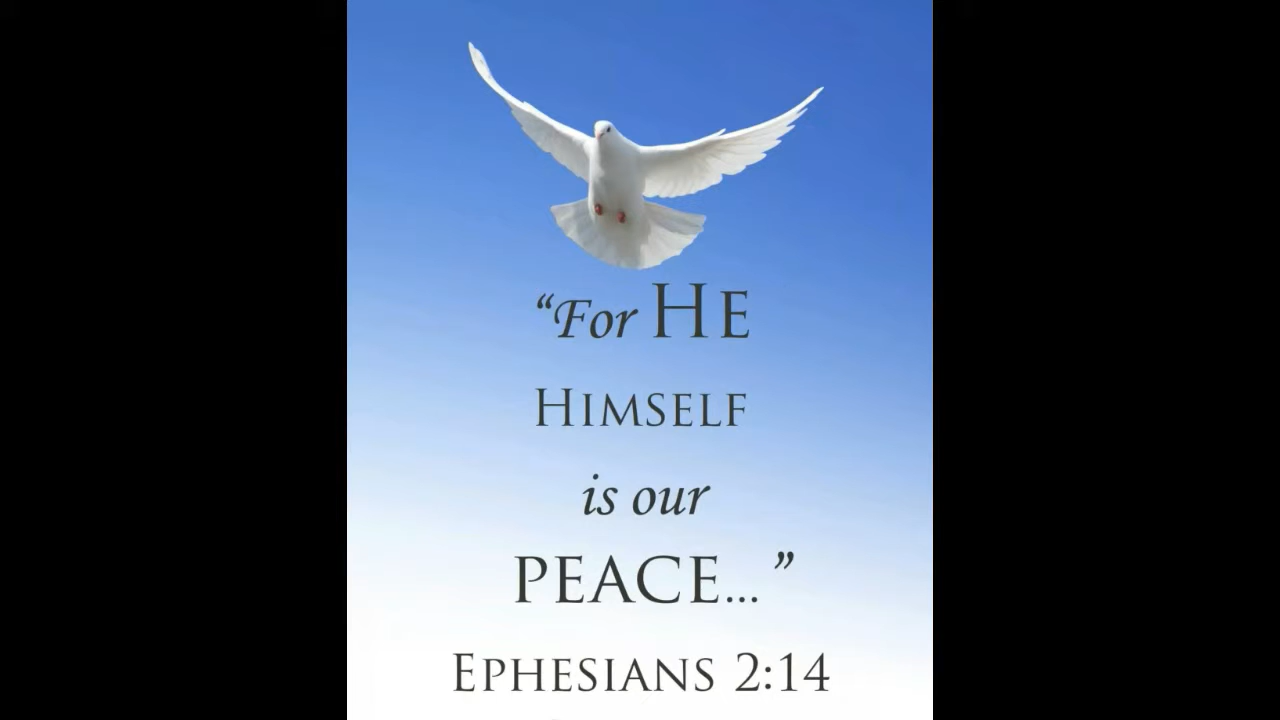 “For HE
HIMSELF
is our
PEACE...”
EPHESIANS 2:14